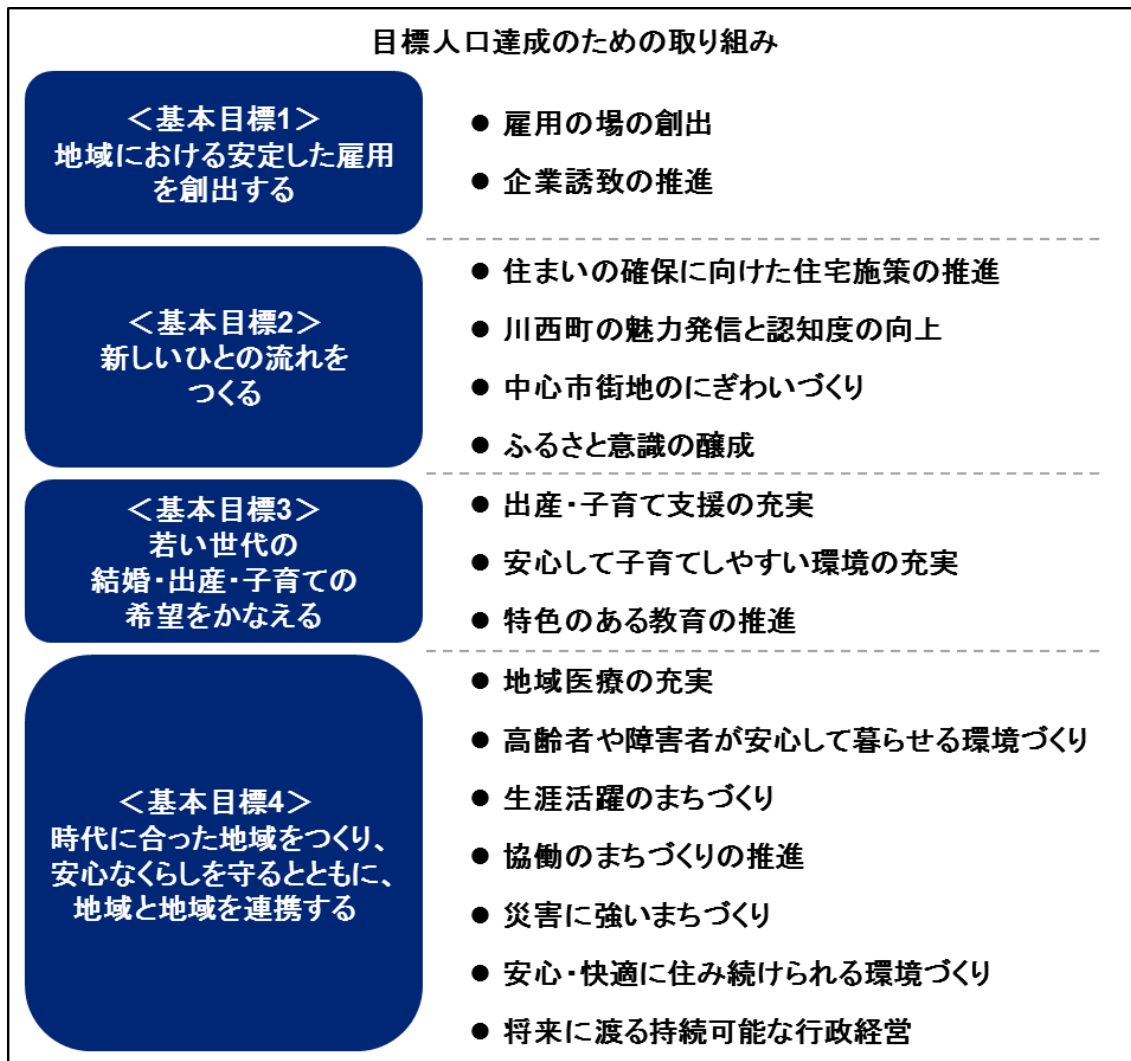 目標人口達成のための取り組み
＜基本目標1＞
地域における安定した雇用
を創出する
● 雇用の場の創出
● 企業誘致の推進
＜基本目標2＞
新しいひとの流れを
つくる
● 住まいの確保に向けた住宅施策の推進
● 川西町の魅力発信と認知度の向上
● 中心市街地のにぎわいづくり
● ふるさと意識の醸成
＜基本目標3＞
若い世代の
結婚・出産・子育ての
希望をかなえる
● 出産・子育て支援の充実
● 安心して子育てしやすい環境の充実
● 特色のある教育の推進
＜基本目標4＞
時代に合った地域をつくり、
安心なくらしを守るとともに、
地域と地域を連携する
● 地域医療の充実
● 高齢者や障害者が安心して暮らせる環境づくり
● 生涯活躍のまちづくり
● 協働のまちづくりの推進
● 災害に強いまちづくり
● 安心・快適に住み続けられる環境づくり
● 将来に渡る持続可能な行政経営